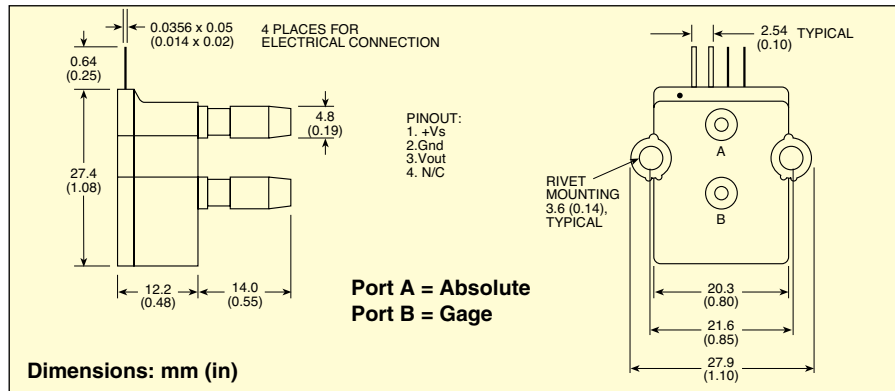 0.0356 x 0.05
(0.014 x 0.02)
4 PLACES FOR
ELECTRICAL CONNECTION
0.64
(0.25)
4.8
(0.19)
27.4
(1.08)
12.2
(0.48)
14.0
(0.55)
PINOUT:
1. +Vs
2.Gnd
3.Vout
4. N/C
2.54
(0.10)
TYPICAL
A
B
RIVET
MOUNTING
3.6 (0.14),
TYPICAL
20.3
(0.80)
21.6
(0.85)
27.9
(1.10)
Port A = Absolute
Port B = Gage
Dimensions: mm (in)